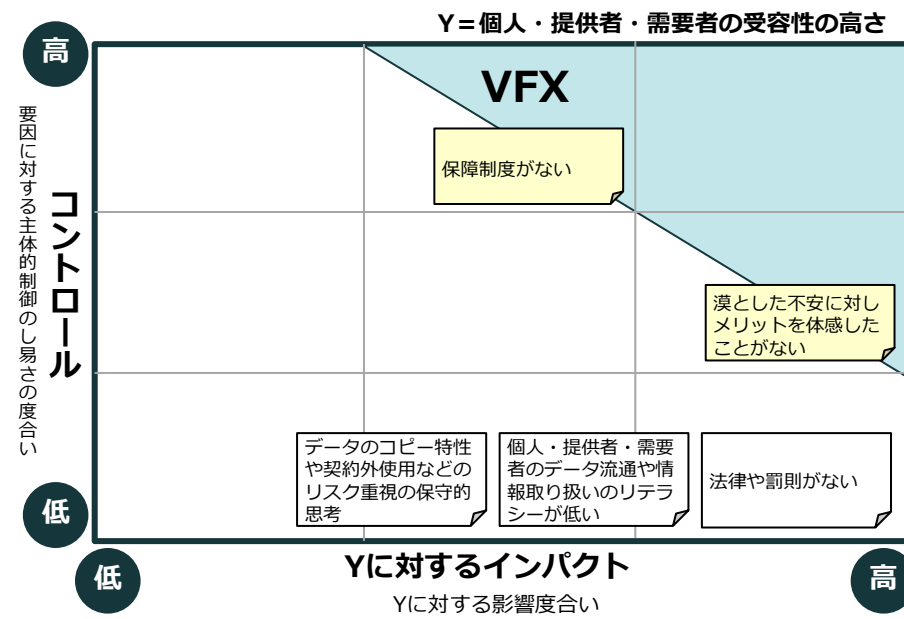 Y＝個人・提供者・需要者の受容性の高さ
高
VFX
保障制度がない
要因に対する主体的制御のし易さの度合い
コントロール
漠とした不安に対し
メリットを体感した
ことがない
データのコピー特性
や契約外使用などの
リスク重視の保守的
思考
個人・提供者・需要
者のデータ流通や情
報取り扱いのリテラ
シーが低い
法律や罰則がない
低
低
Yに対するインパクト
高
Yに対する影響度合い